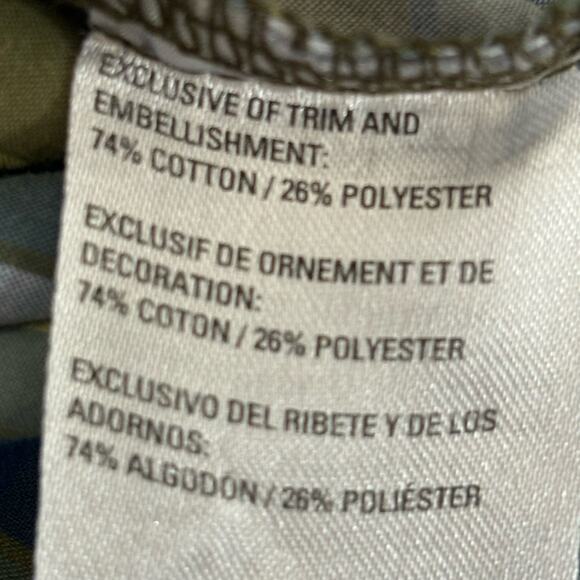 EXCLUSIVE OF TRIM AND
EMBELLISHMENT:
74% COTTON / 26% POLYESTER
EXCLUSIF DE ORNEMENT ET DE
DECORATION:
74% COTON / 26% POLYESTER
EXCLUSIVO DEL RIBETE Y DE LOS
ADORNOS:
74% ALGODÓN / 26% POLIÉSTER